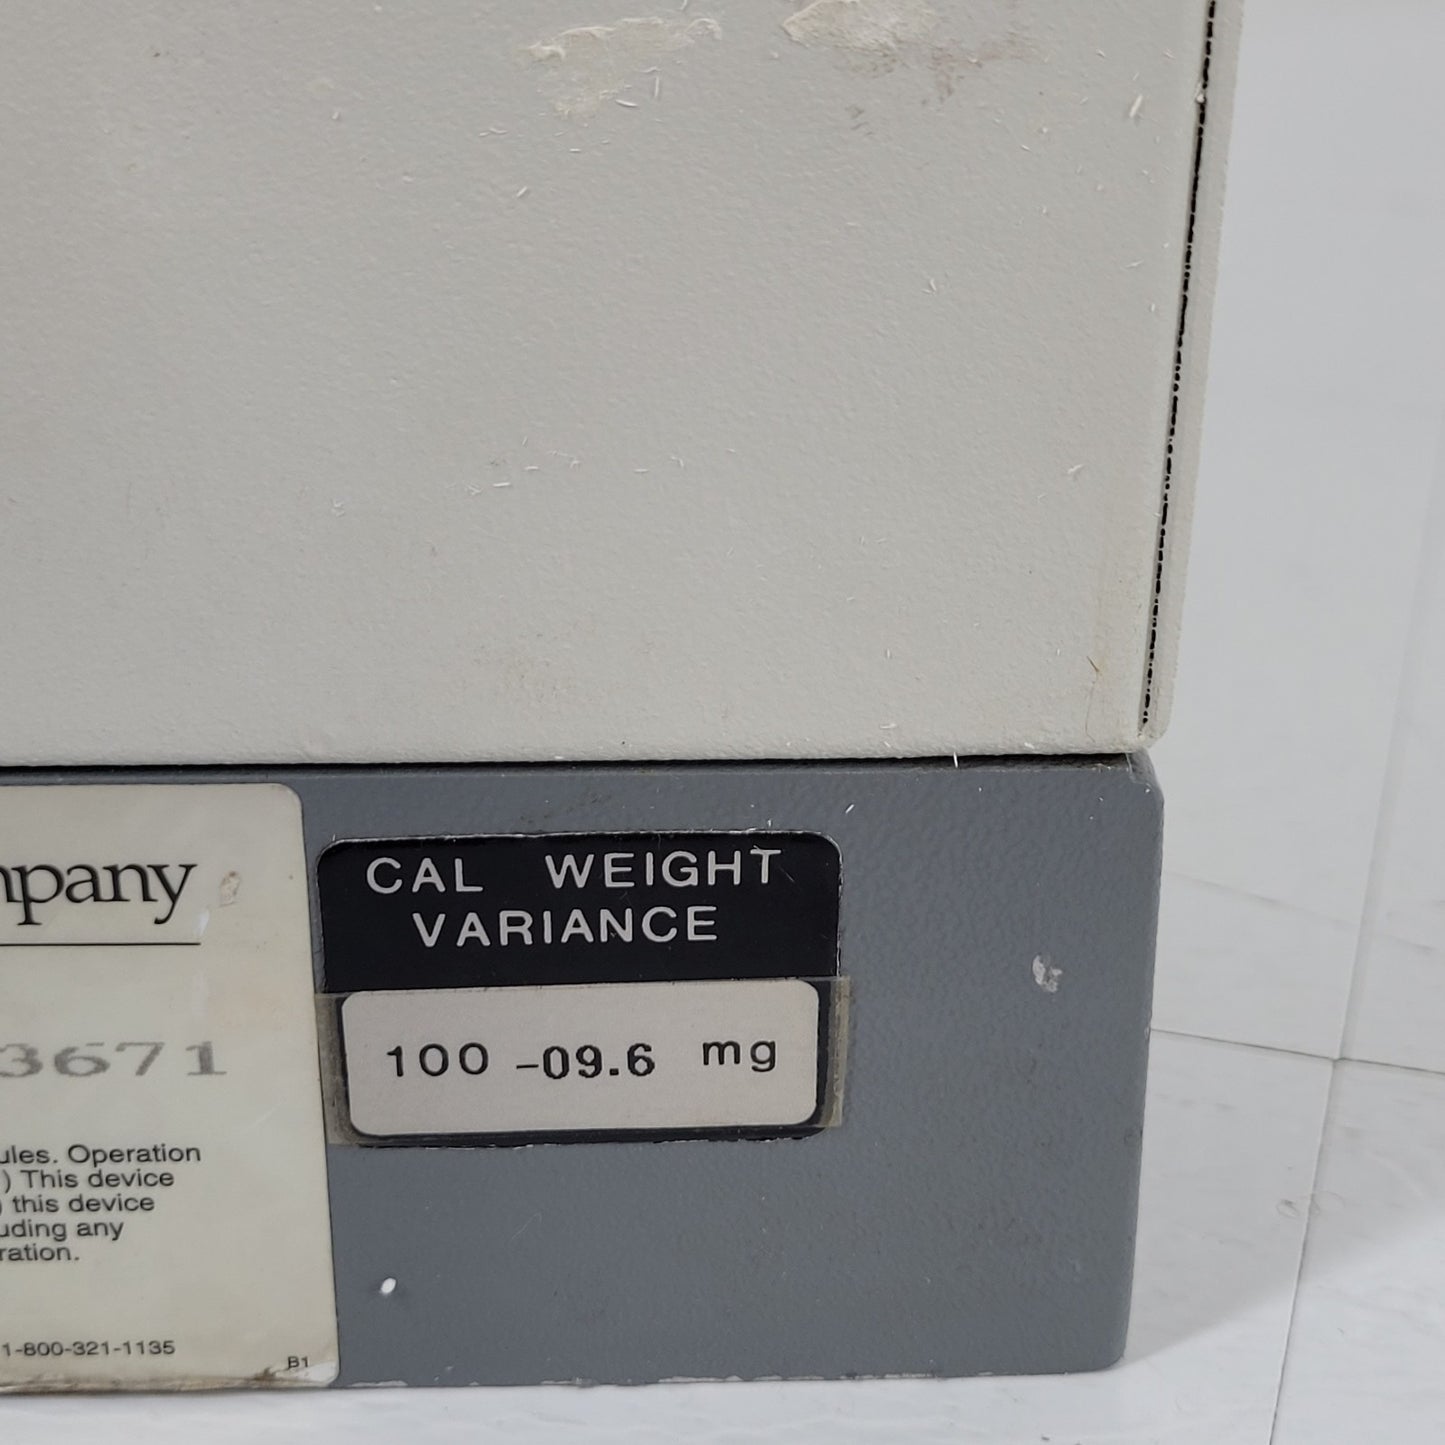 3671
ules. Operation
) This device
) this device
uding any
ration.
1-800-321-1135
B1
CAL WEIGHT
VARIANCE
100 -09.6 mg